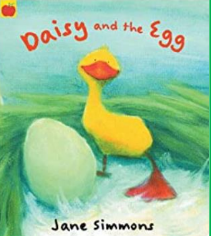 Daisy and the Egg
Jane Simmons